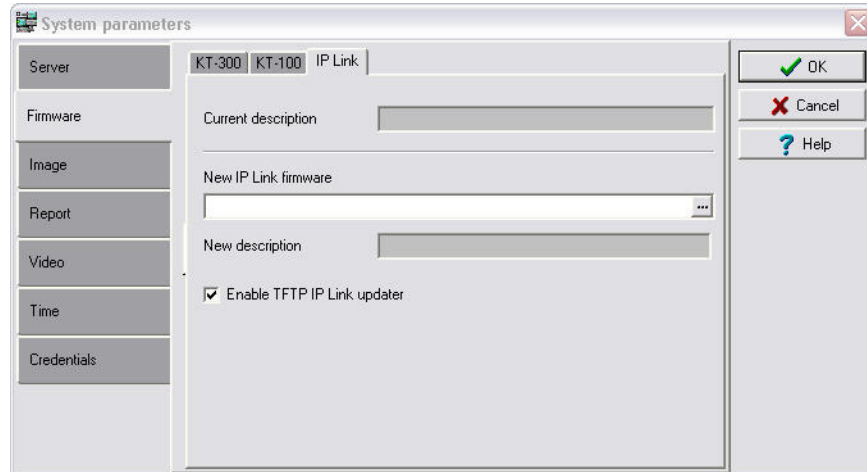 System parameters
Server
Firmware
Image
Report
Video
Time
Credentials
KT-300 KT-100 IP Link
Current description
New IP Link firmware
...
New description
Enable TFTP IP Link updater
OK
Cancel
? Help